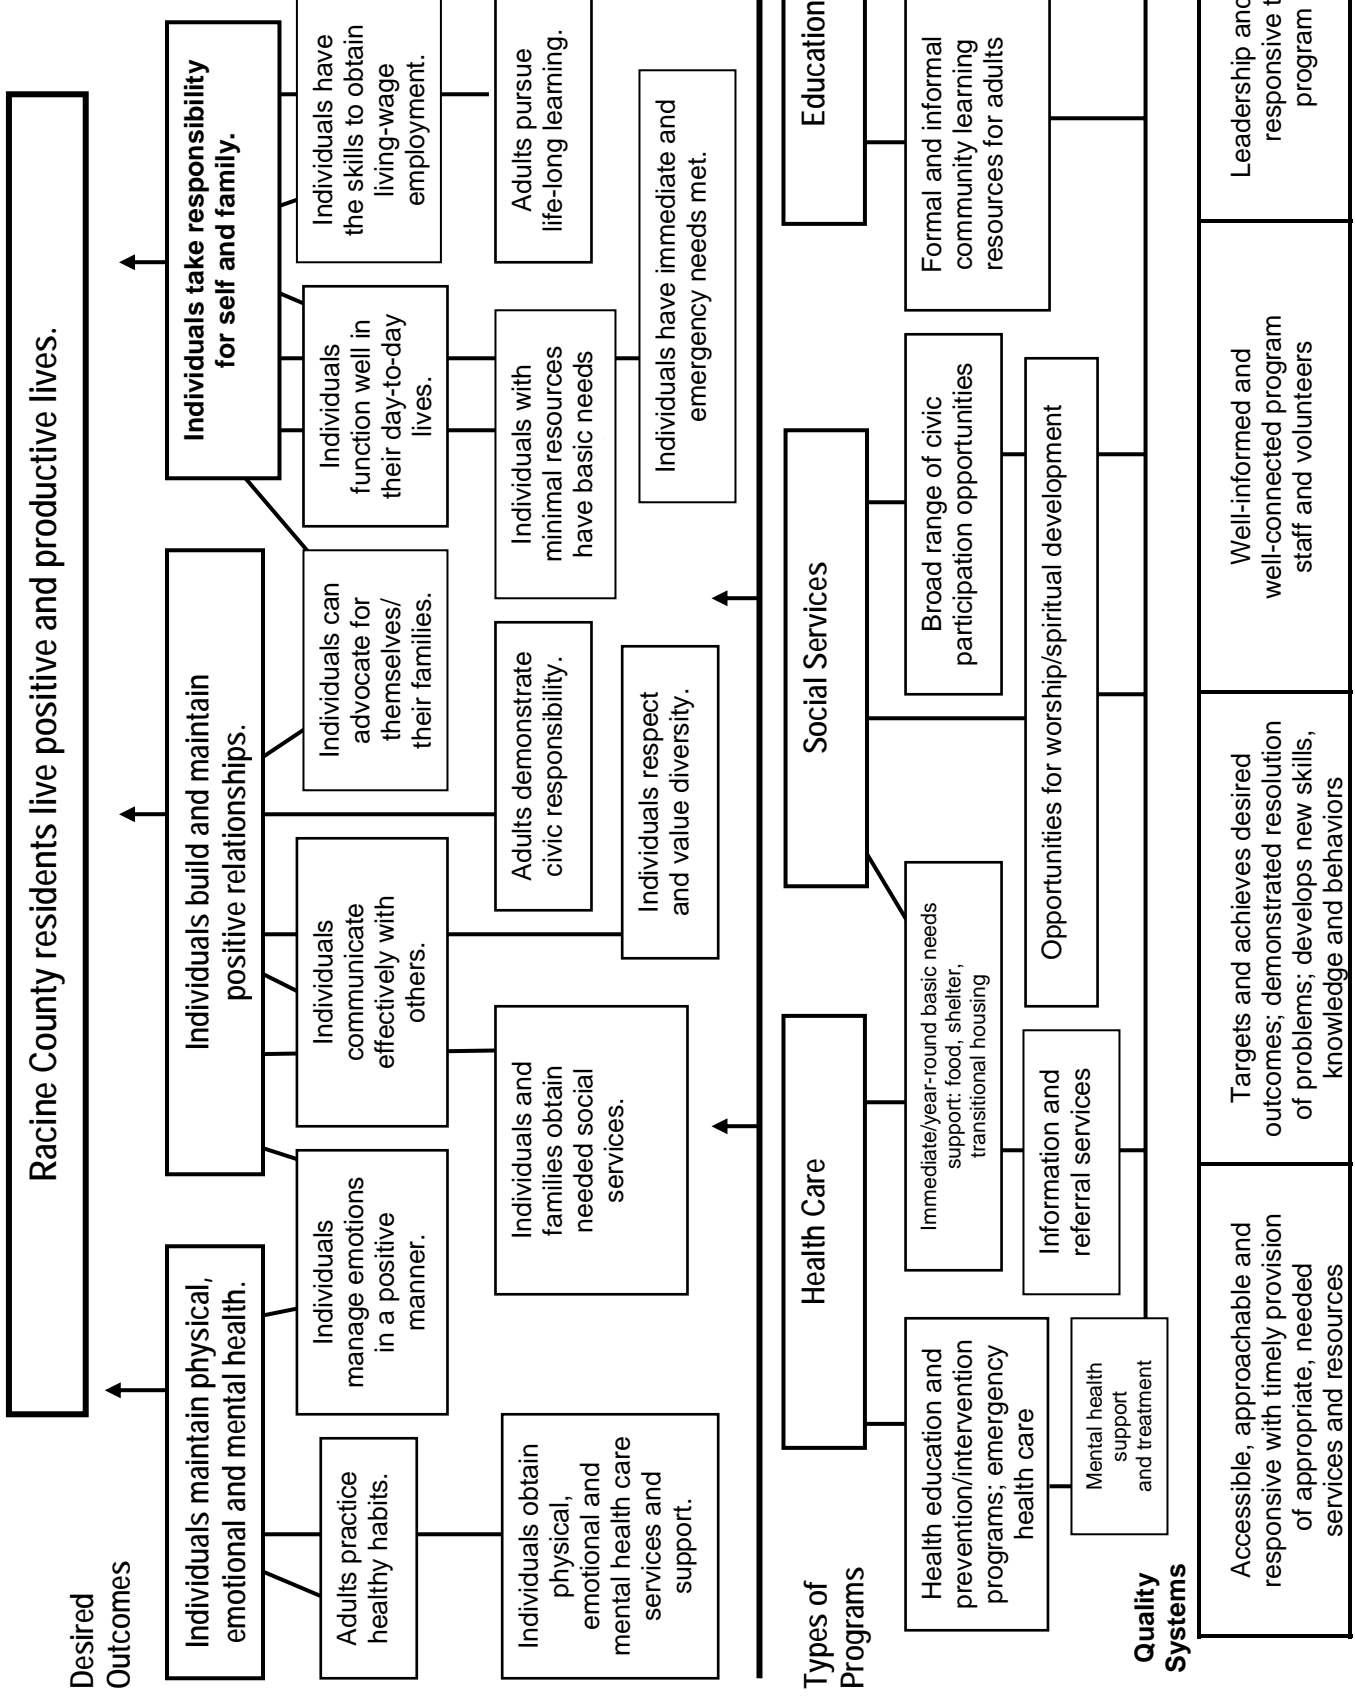 Racine County residents live positive and productive lives.
Desired
Outcomes
Individuals maintain physical,
emotional and mental health.
Individuals build and maintain
positive relationships.
Individuals take responsibility
for self and family.
Adults practice
healthy habits.
Individuals
manage emotions
in a positive
manner.
Individuals
communicate
effectively with
others.
Individuals can
advocate for
themselves/
their families.
Individuals
function well in
their day-to-day
lives.
Individuals have
the skills to obtain
living-wage
employment.
Individuals obtain
physical,
emotional and
mental health care
services and
support.
Individuals and
families obtain
needed social
services.
Adults demonstrate
civic responsibility.
Individuals with
minimal resources
have basic needs
Adults pursue
life-long learning.
Individuals respect
and value diversity.
Individuals have immediate and
emergency needs met.
Types of
Programs
Health Care
Social Services
Education
Health education and
prevention/intervention
programs; emergency
health care
Immediate/year-round basic needs
support: food, shelter,
transitional housing
Broad range of civic
participation opportunities
Formal and informal
community learning
resources for adults
Mental health
support
and treatment
Information and
referral services
Opportunities for worship/spiritual development
Quality
Systems
Accessible, approachable and
responsive with timely provision
of appropriate, needed
services and resources
Targets and achieves desired
outcomes; demonstrated resolution
of problems; develops new skills,
knowledge and behaviors
Well-informed and
well-connected program
staff and volunteers
Leadership and
responsive t
program